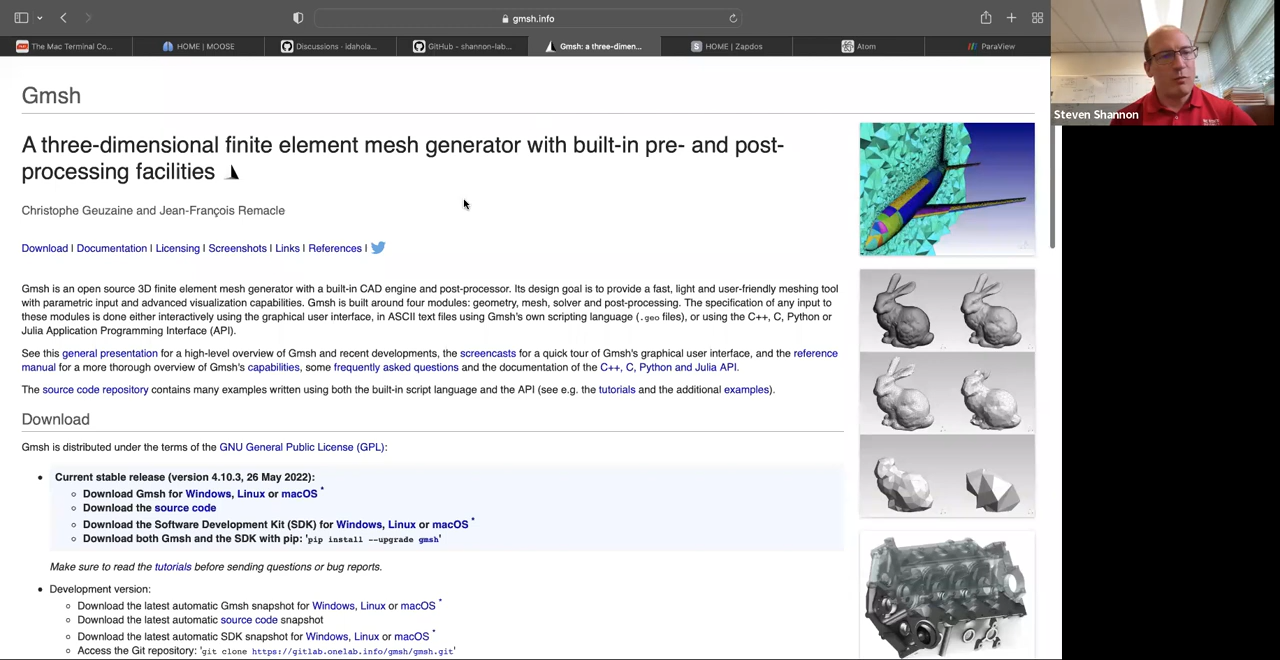 gmsh.info
The Mac Terminal Co...
HOME | MOOSE
Discussions · idahola...
GitHub - shannon-lab...
Gmsh: a three-dimen...
HOME | Zapdos
Atom
ParaView
Steven Shannon
Gmsh
A three-dimensional finite element mesh generator with built-in pre- and post-
processing facilities
Christophe Geuzaine and Jean-François Remacle
Download | Documentation | Licensing | Screenshots | Links | References |
Gmsh is an open source 3D finite element mesh generator with a built-in CAD engine and post-processor. Its design goal is to provide a fast, light and user-friendly meshing tool
with parametric input and advanced visualization capabilities. Gmsh is built around four modules: geometry, mesh, solver and post-processing. The specification of any input to
these modules is done either interactively using the graphical user interface, in ASCII text files using Gmsh's own scripting language (.geo files), or using the C++, C, Python or
Julia Application Programming Interface (API).
See this general presentation for a high-level overview of Gmsh and recent developments, the screencasts for a quick tour of Gmsh's graphical user interface, and the reference
manual for a more thorough overview of Gmsh's capabilities, some frequently asked questions and the documentation of the C++, C, Python and Julia API.
The source code repository contains many examples written using both the built-in script language and the API (see e.g. the tutorials and the additional examples).
Download
Gmsh is distributed under the terms of the GNU General Public License (GPL):
• Current stable release (version 4.10.3, 26 May 2022):
◦ Download Gmsh for Windows, Linux or macOS *
◦ Download the source code
◦ Download the Software Development Kit (SDK) for Windows, Linux or macOS *
◦ Download both Gmsh and the SDK with pip: 'pip install --upgrade gmsh'
Make sure to read the tutorials before sending questions or bug reports.
• Development version:
◦ Download the latest automatic Gmsh snapshot for Windows, Linux or macOS *
◦ Download the latest automatic source code snapshot
◦ Download the latest automatic SDK snapshot for Windows, Linux or macOS *
◦ Access the Git repository: 'git clone https://gitlab.onelab.info/gmsh/gmsh.git'